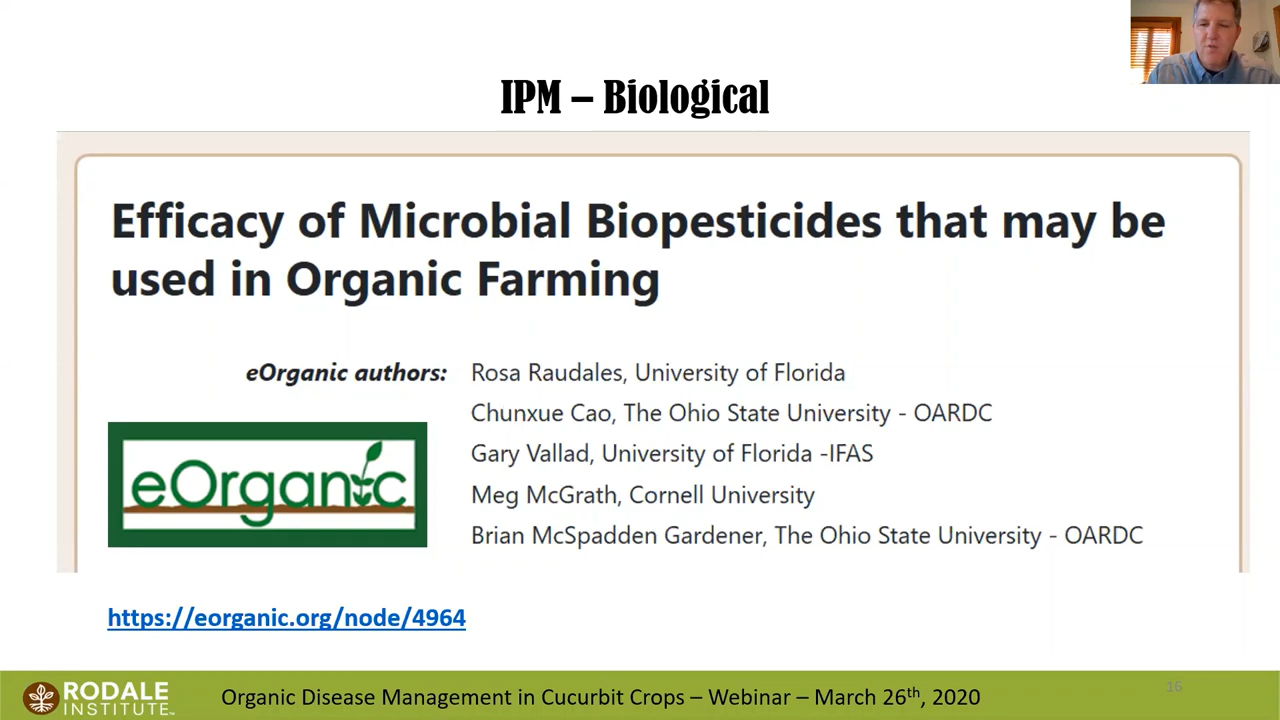 IPM – Biological
Efficacy of Microbial Biopesticides that may be
used in Organic Farming
eOrganic authors:
Rosa Raudales, University of Florida
Chunxue Cao, The Ohio State University - OARDC
Gary Vallad, University of Florida -IFAS
Meg McGrath, Cornell University
Brian McSpadden Gardener, The Ohio State University - OARDC
eOrganic
https://eorganic.org/node/4964
RODALE
INSTITUTE™
Organic Disease Management in Cucurbit Crops – Webinar – March 26th, 2020
16